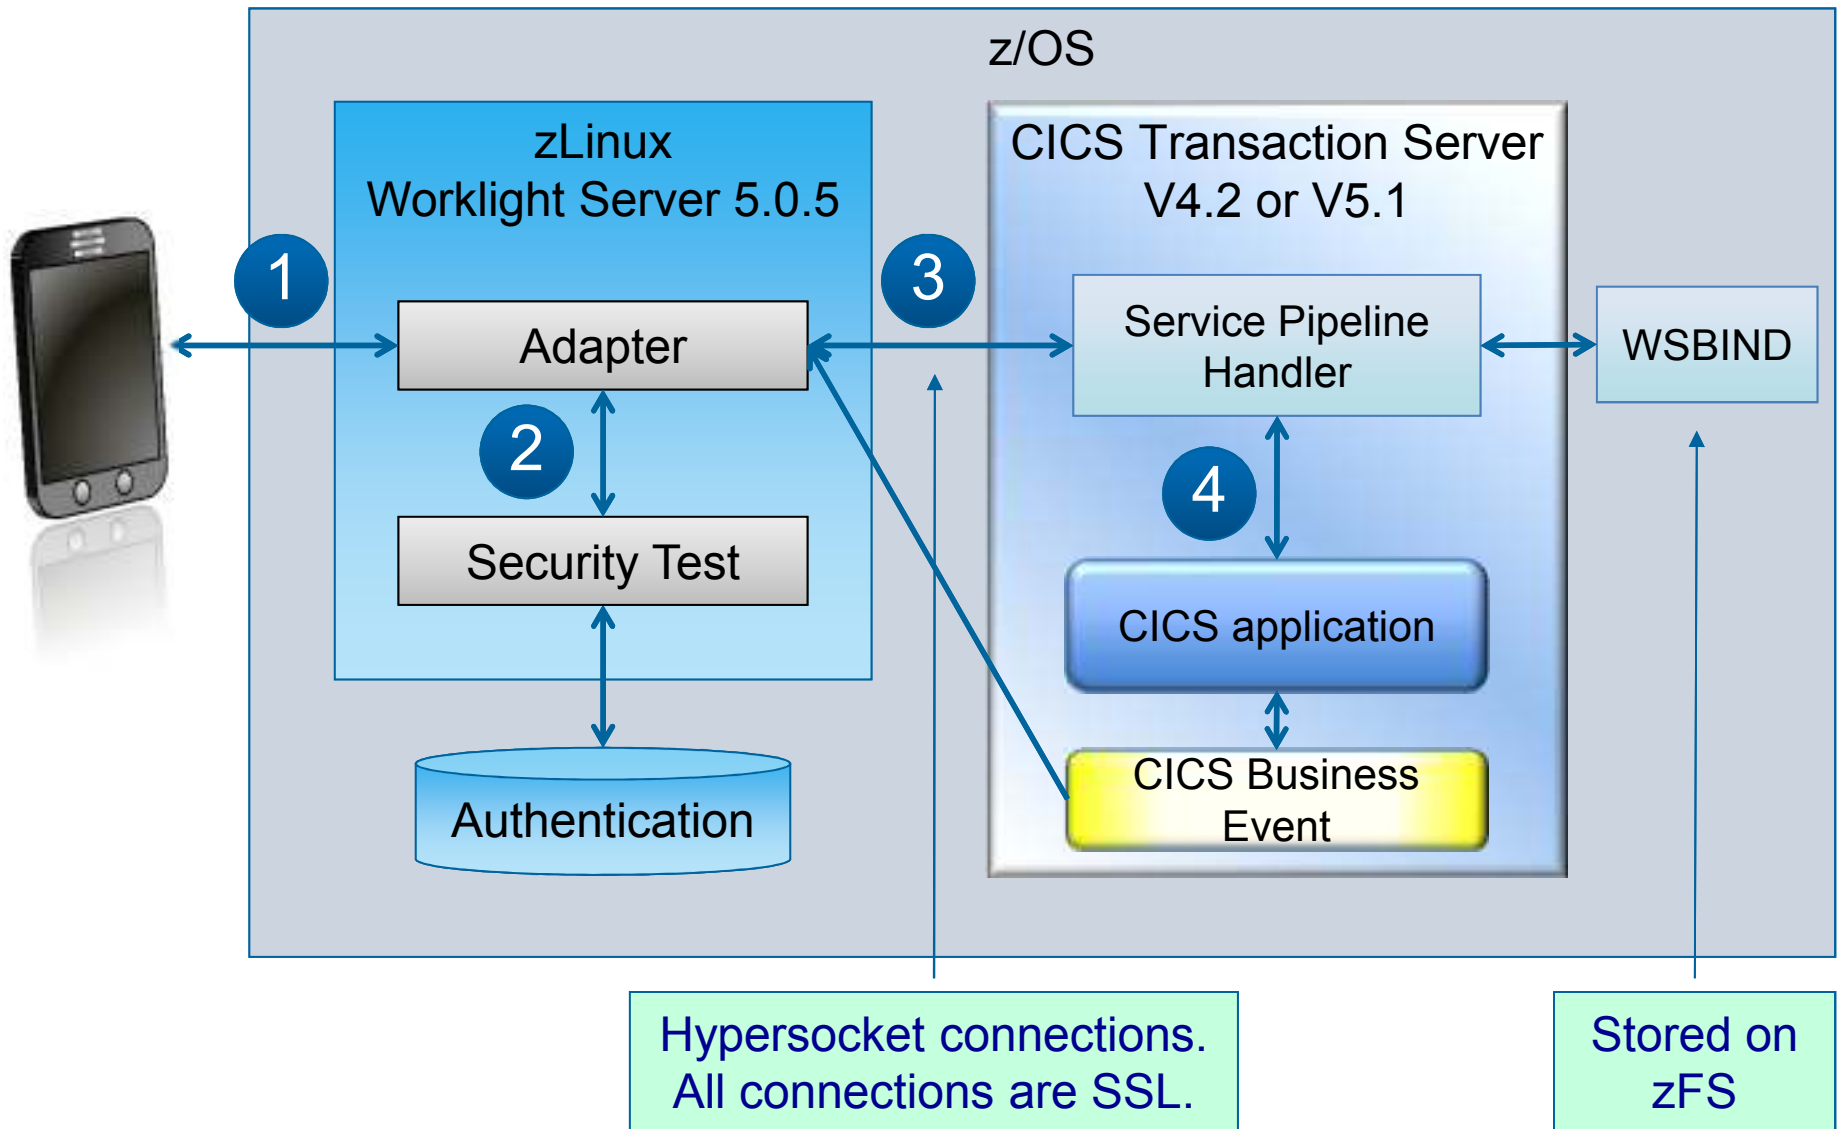 z/OS
zLinux
Worklight Server 5.0.5
CICS Transaction Server
V4.2 or V5.1
1
3
Adapter
Service Pipeline
Handler
WSBIND
2
4
Security Test
CICS application
Authentication
CICS Business
Event
Hypersocket connections.
All connections are SSL.
Stored on
zFS